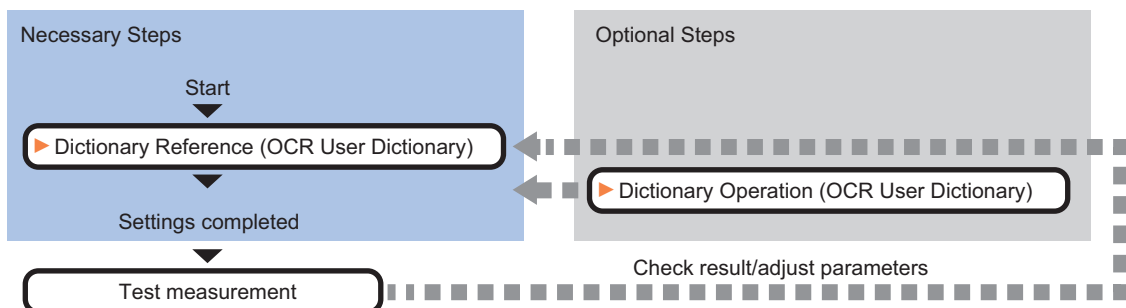 Necessary Steps
Start
Dictionary Reference (OCR User Dictionary)
Settings completed
Test measurement
Optional Steps
Dictionary Operation (OCR User Dictionary)
Check result/adjust parameters